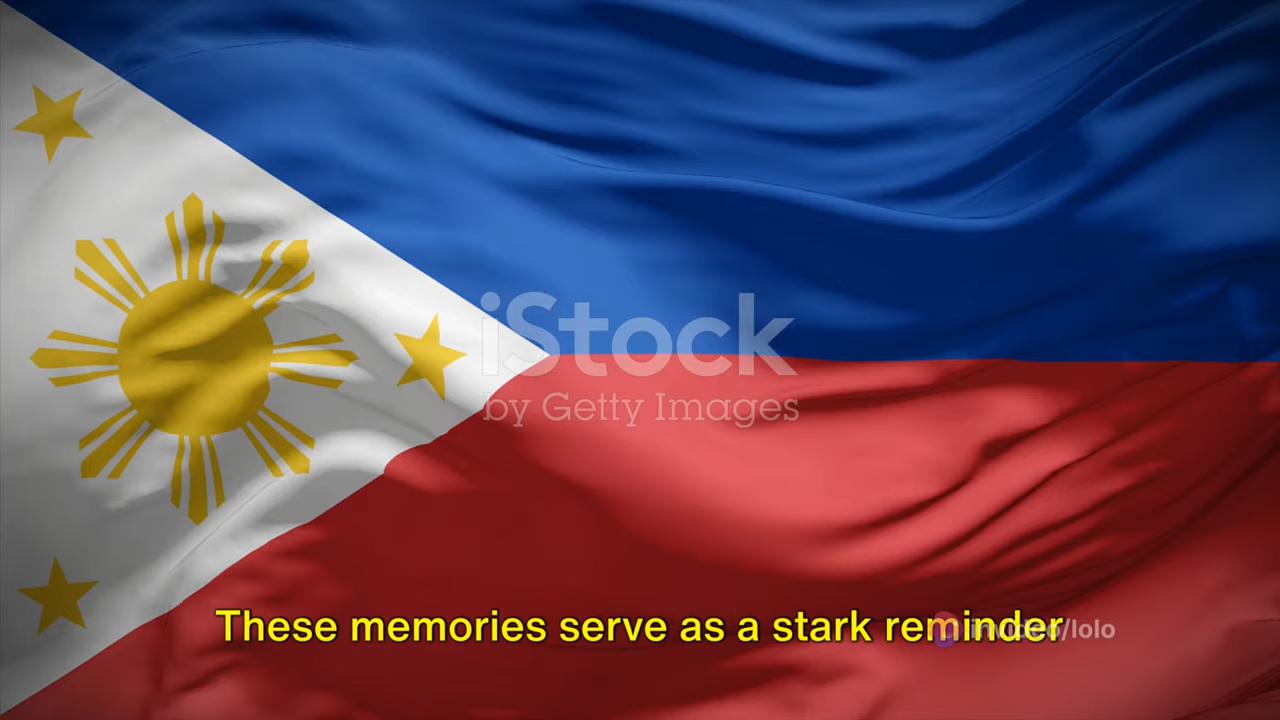 iStock
by Getty Images
These memories serve as a stark reminder